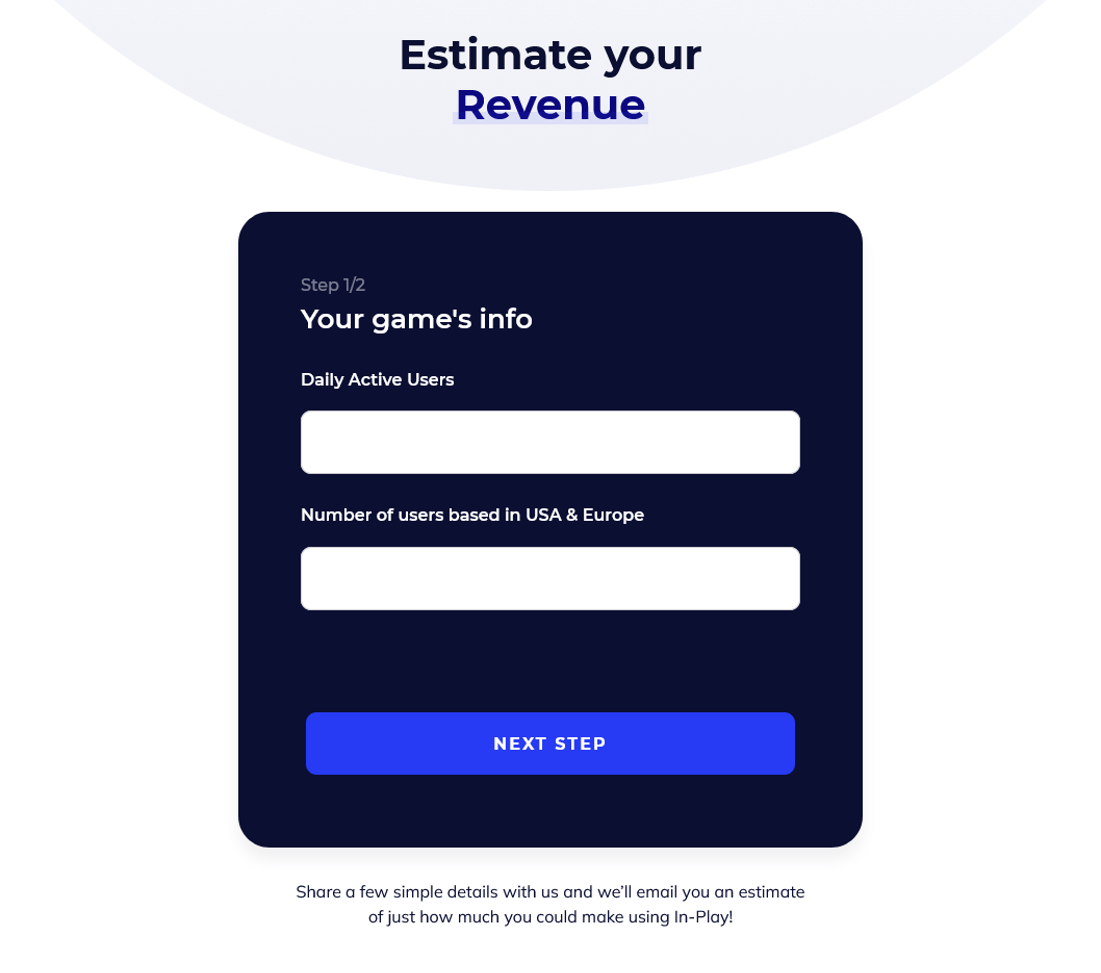 Estimate your
Revenue
Step 1/2
Your game's info
Daily Active Users
Number of users based in USA & Europe
NEXT STEP
Share a few simple details with us and we’ll email you an estimate
of just how much you could make using In-Play!